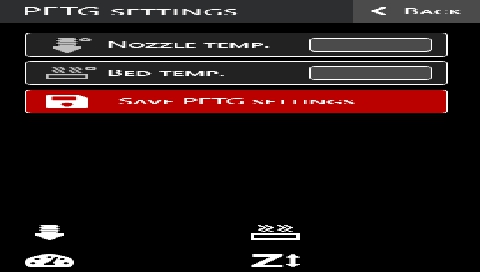 PETG settings
Back
Nozzle temp.
Bed temp.
Save PETG settings
Z